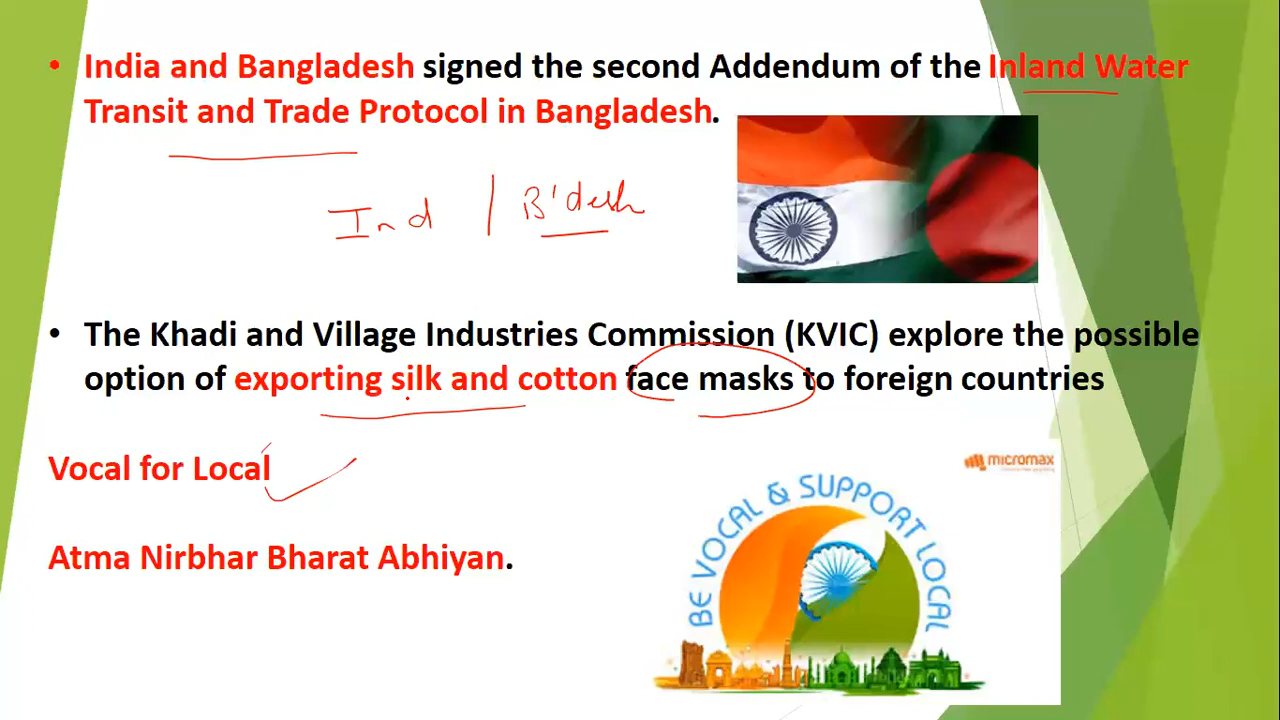 • India and Bangladesh signed the second Addendum of the Inland Water
Transit and Trade Protocol in Bangladesh.
Ind | B'desh
• The Khadi and Village Industries Commission (KVIC) explore the possible
option of exporting silk and cotton face masks to foreign countries
Vocal for Local
micromax
BE VOCAL & SUPPORT LOCAL
Atma Nirbhar Bharat Abhiyan.